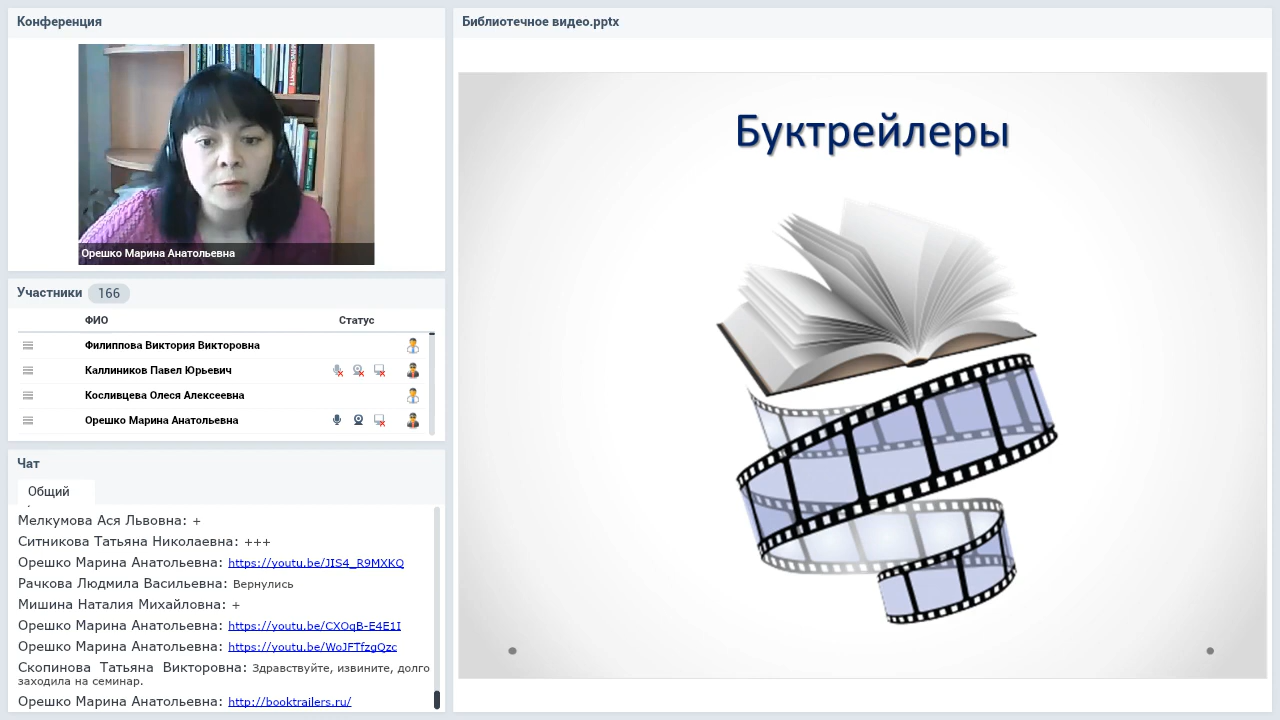 Конференция
Орешко Марина Анатольевна
Участники 166
ФИО Статус
Филиппова Виктория Викторовна
Каллиников Павел Юрьевич
Косливцева Олеся Алексеевна
Орешко Марина Анатольевна
Чат
Общий
Мелкумова Ася Львовна: +
Ситникова Татьяна Николаевна: +++
Орешко Марина Анатольевна: https://youtu.be/JIS4_R9MXKQ
Рачкова Людмила Васильевна: Вернулись
Мишина Наталия Михайловна: +
Орешко Марина Анатольевна: https://youtu.be/CXOqB-E4E1I
Орешко Марина Анатольевна: https://youtu.be/WoJFTfzgQzc
Скопинова Татьяна Викторовна: Здравствуйте, извините, долго
заходила на семинар.
Орешко Марина Анатольевна: http://booktrailers.ru/
Библиотечное видео.pptx
Буктрейлеры